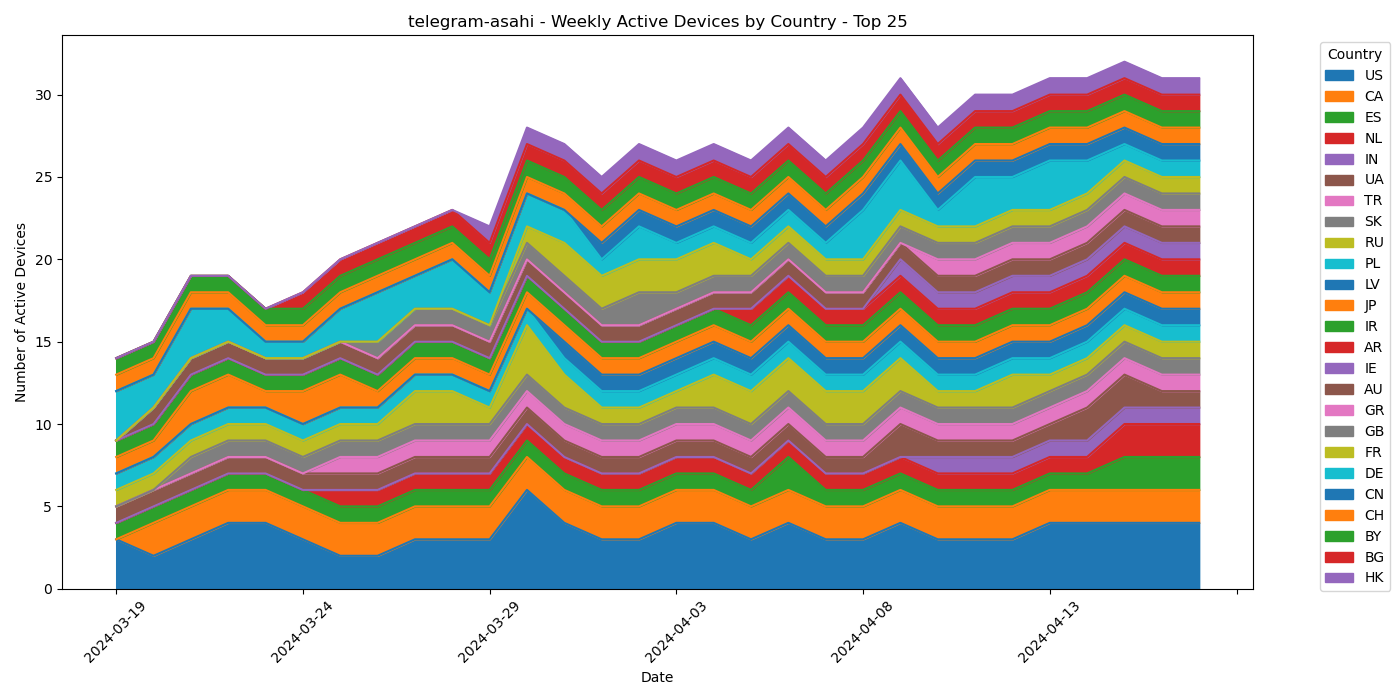 telegram-asahi - Weekly Active Devices by Country - Top 25
Number of Active Devices
30
25
20
15
10
5
0
2024-03-19
2024-03-24
2024-03-29
2024-04-03
2024-04-08
2024-04-13
Date
Country
US
CA
ES
NL
IN
UA
TR
SK
RU
PL
LV
JP
IR
AR
IE
AU
GR
GB
FR
DE
CN
CH
BY
BG
HK